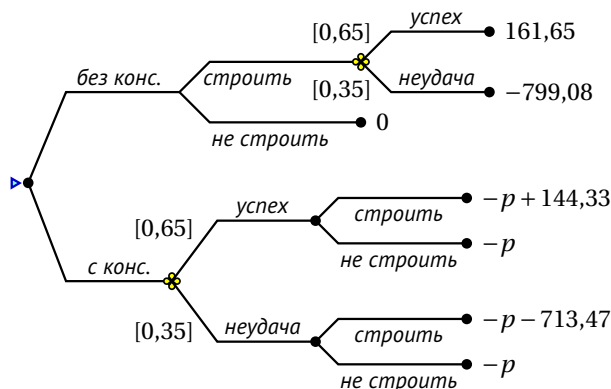 [0,65] успех 161,65
без конс. строить
[0,35] неудача −799,08
0
не строить
успех −p + 144,33
[0,65] строить
−p
не строить
с конс.
[0,35] неудача −p − 713,47
строить
−p
не строить